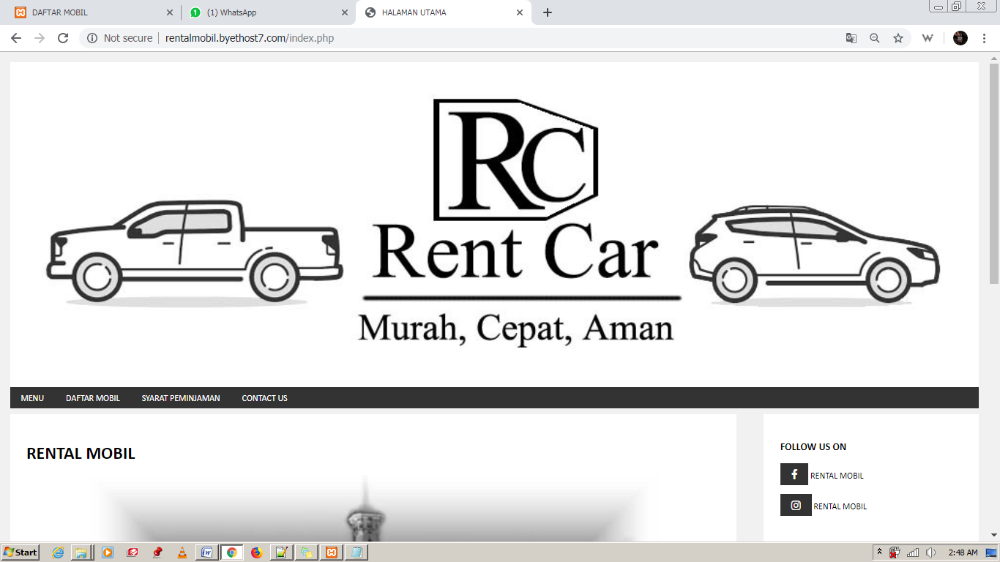 DAFTAR MOBIL
(1) WhatsApp
HALAMAN UTAMA
Not secure
rentalmobil.byethost7.com/index.php
RC
Rent Car
Murah, Cepat, Aman
MENU DAFTAR MOBIL SYARAT PEMINJAMAN CONTACT US
RENTAL MOBIL
FOLLOW US ON
RENTAL MOBIL
RENTAL MOBIL
Start
2:48 AM